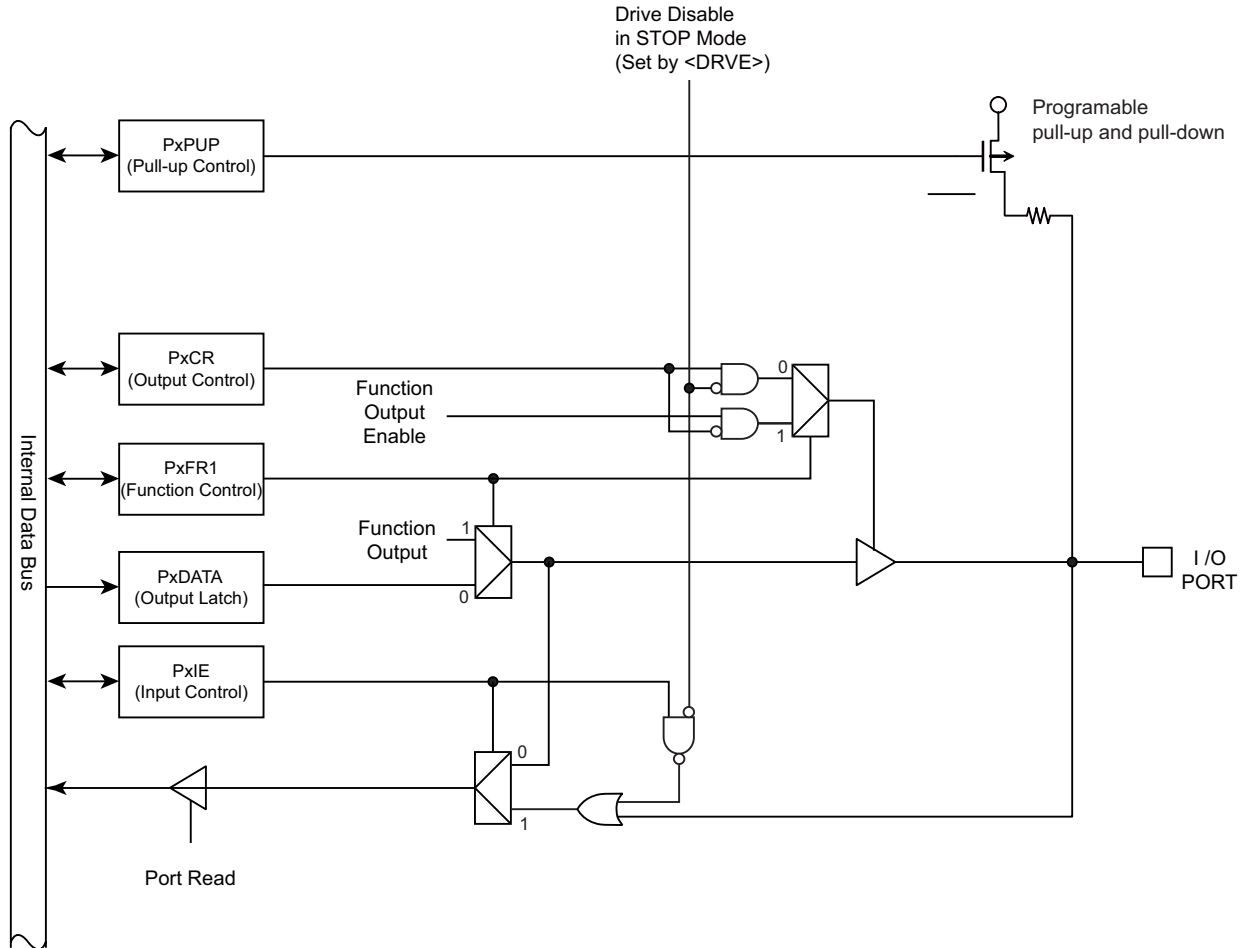 Drive Disable
in STOP Mode
(Set by <DRVE>)
Programable
pull-up and pull-down
PxPUP
(Pull-up Control)
PxCR
(Output Control)
Function
Output
Enable
0
1
PxFR1
(Function Control)
Function
Output
1
0
PxDATA
(Output Latch)
I /O
PORT
PxIE
(Input Control)
0
1
Port Read
Internal Data Bus